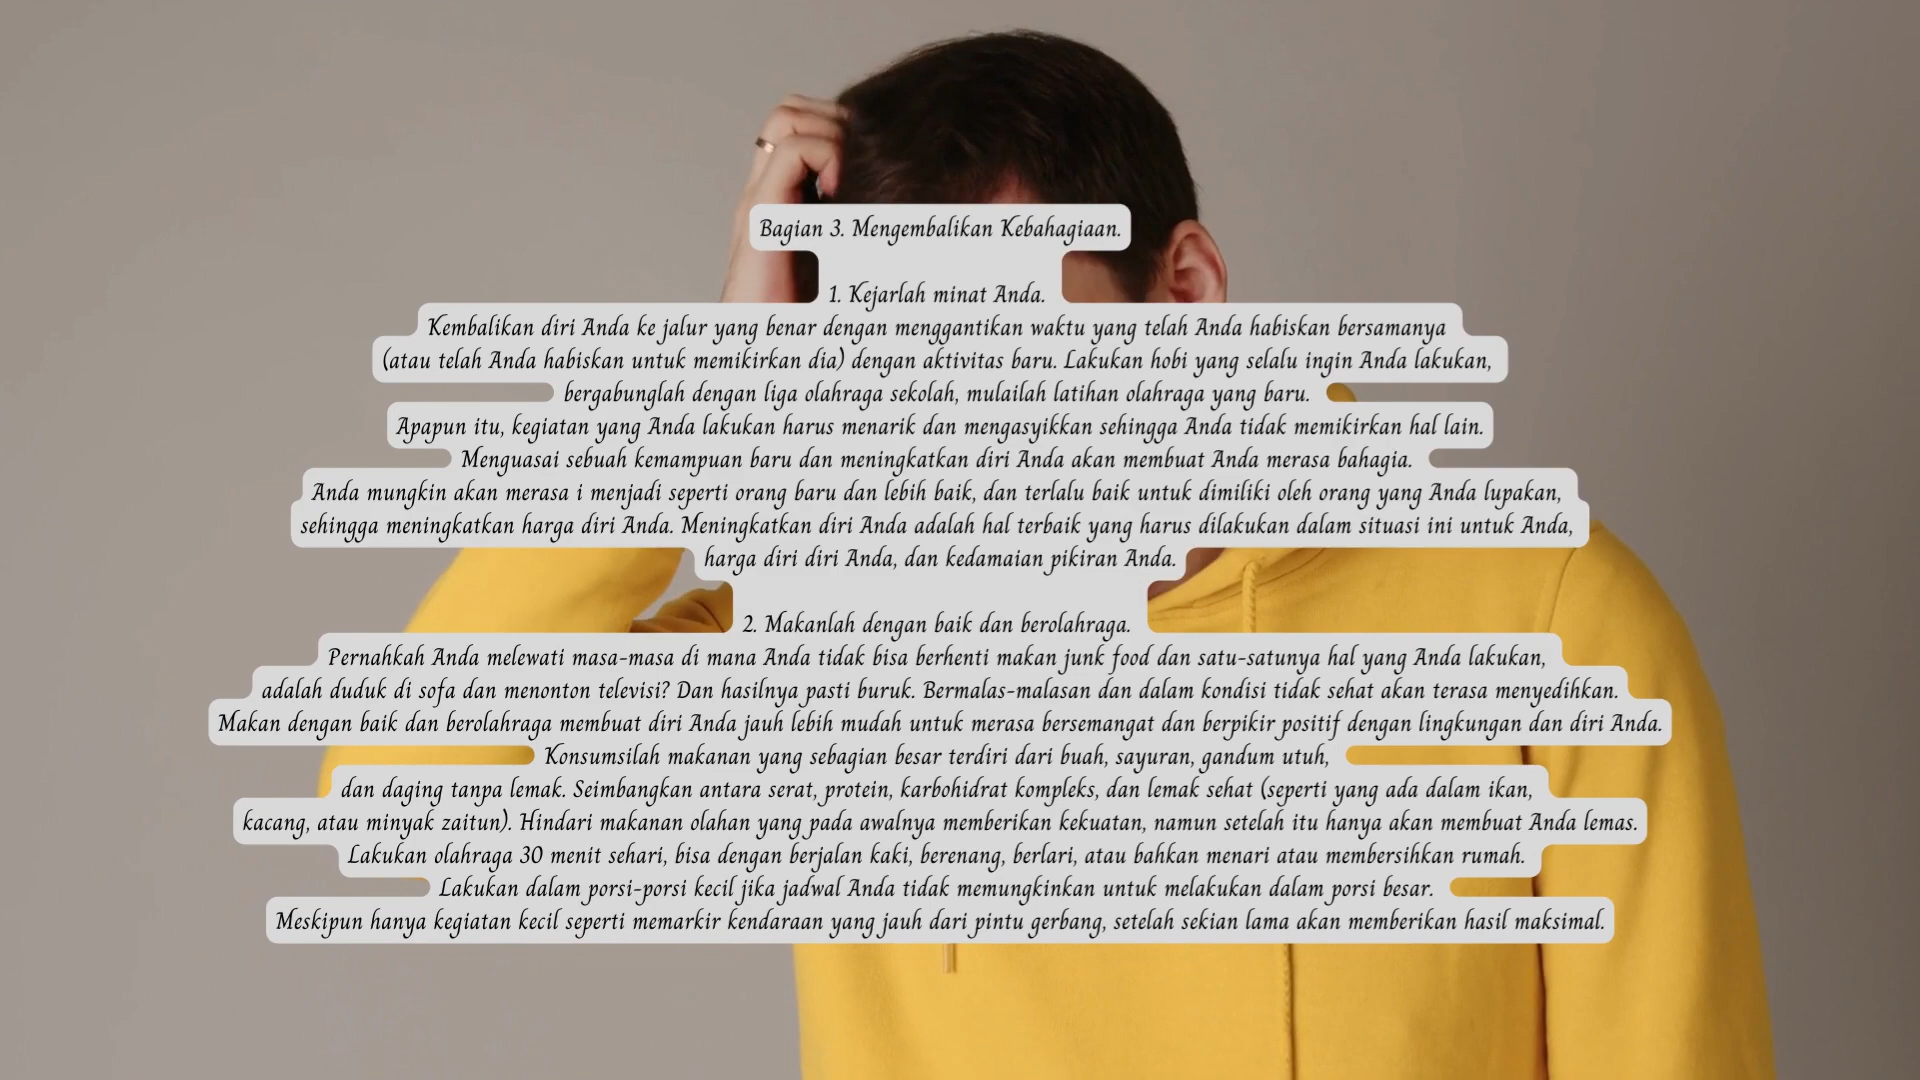 Bagian 3. Mengembalikan Kebahagiaan.
1. Kejarlah minat Anda.
Kembalikan diri Anda ke jalur yang benar dengan menggantikan waktu yang telah Anda habiskan bersamanya
(atau telah Anda habiskan untuk memikirkan dia) dengan aktivitas baru. Lakukan hobi yang selalu ingin Anda lakukan,
bergabunglah dengan liga olahraga sekolah, mulailah latihan olahraga yang baru.
Apapun itu, kegiatan yang Anda lakukan harus menarik dan mengasyikkan sehingga Anda tidak memikirkan hal lain.
Menguasai sebuah kemampuan baru dan meningkatkan diri Anda akan membuat Anda merasa bahagia.
Anda mungkin akan merasa i menjadi seperti orang baru dan lebih baik, dan terlalu baik untuk dimiliki oleh orang yang Anda lupakan,
sehingga meningkatkan harga diri Anda. Meningkatkan diri Anda adalah hal terbaik yang harus dilakukan dalam situasi ini untuk Anda,
harga diri diri Anda, dan kedamaian pikiran Anda.
2. Makanlah dengan baik dan berolahraga.
Pernahkah Anda melewati masa-masa di mana Anda tidak bisa berhenti makan junk food dan satu-satunya hal yang Anda lakukan,
adalah duduk di sofa dan menonton televisi? Dan hasilnya pasti buruk. Bermalas-malasan dan dalam kondisi tidak sehat akan terasa menyedihkan.
Makan dengan baik dan berolahraga membuat diri Anda jauh lebih mudah untuk merasa bersemangat dan berpikir positif dengan lingkungan dan diri Anda.
Konsumsilah makanan yang sebagian besar terdiri dari buah, sayuran, gandum utuh,
dan daging tanpa lemak. Seimbangkan antara serat, protein, karbohidrat kompleks, dan lemak sehat (seperti yang ada dalam ikan,
kacang, atau minyak zaitun). Hindari makanan olahan yang pada awalnya memberikan kekuatan, namun setelah itu hanya akan membuat Anda lemas.
Lakukan olahraga 30 menit sehari, bisa dengan berjalan kaki, berenang, berlari, atau bahkan menari atau membersihkan rumah.
Lakukan dalam porsi-porsi kecil jika jadwal Anda tidak memungkinkan untuk melakukan dalam porsi besar.
Meskipun hanya kegiatan kecil seperti memarkir kendaraan yang jauh dari pintu gerbang, setelah sekian lama akan memberikan hasil maksimal.